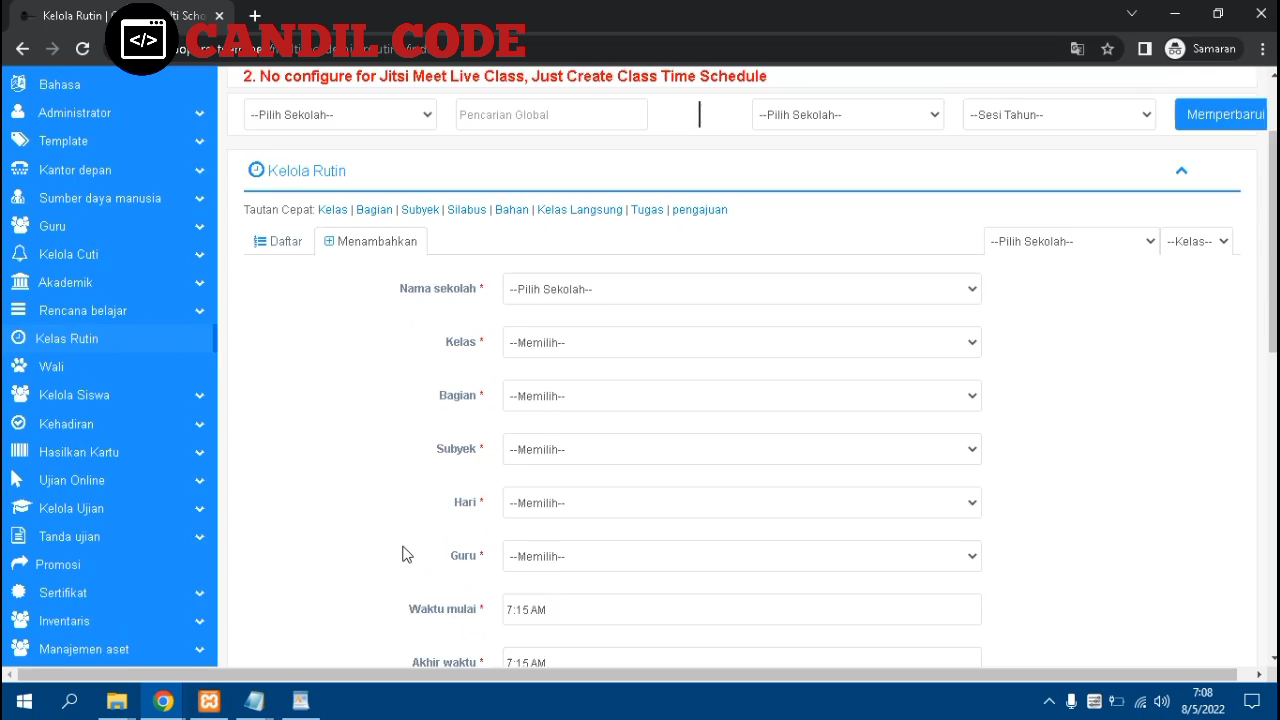 Kelola Rutin |
lti Scho
CANDIL CODE
Samaran
2. No configure for Jitsi Meet Live Class, Just Create Class Time Schedule
--Pilih Sekolah--
Pencarian Global
--Pilih Sekolah--
--Sesi Tahun--
Memperbarui
Bahasa
Administrator
Template
Kantor depan
Sumber daya manusia
Guru
Kelola Cuti
Akademik
Rencana belajar
Kelas Rutin
Wali
Kelola Siswa
Kehadiran
Hasilkan Kartu
Ujian Online
Kelola Ujian
Tanda ujian
Promosi
Sertifikat
Inventaris
Manajemen aset
Kelola Rutin
Tautan Cepat: Kelas | Bagian | Subyek | Silabus | Bahan | Kelas Langsung | Tugas | pengajuan
Daftar
Menambahkan
--Pilih Sekolah--
--Kelas--
Nama sekolah * --Pilih Sekolah--
Kelas * --Memilih--
Bagian * --Memilih--
Subyek * --Memilih--
Hari * --Memilih--
Guru * --Memilih--
Waktu mulai * 7:15 AM
Akhir waktu * 7:15 AM
7:08
8/5/2022